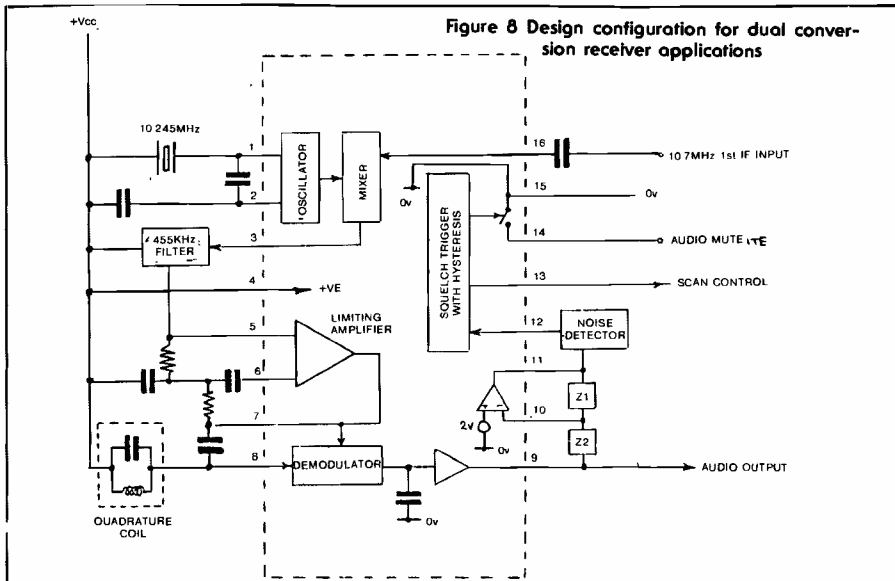 Figure 8 Design configuration for dual conver-
sion receiver applications
+Vcc
10 245MHz
1
2
OSCILLATOR
MIXER
16
10 7MHz 1st IF INPUT
0v
15
0v
14
AUDIO MUTE
455KHz
FILTER
3
4
+VE
SQUELCH TRIGGER
WITH HYSTERESIS
13
SCAN CONTROL
LIMITING
AMPLIFIER
5
6
7
12
NOISE
DETECTOR
11
Z1
10
2v
0v
Z2
8
DEMODULATOR
0v
9
AUDIO OUTPUT
QUADRATURE
COIL